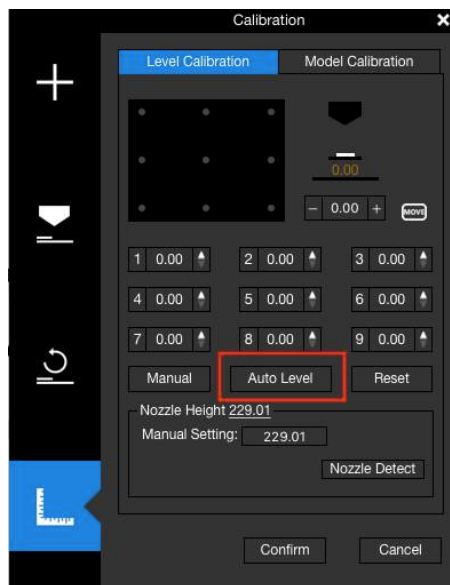 Calibration
Level Calibration Model Calibration
0.00
- 0.00 + MOVE
1 0.00 2 0.00 3 0.00
4 0.00 5 0.00 6 0.00
7 0.00 8 0.00 9 0.00
Manual Auto Level Reset
Nozzle Height 229.01
Manual Setting: 229.01
Nozzle Detect
Confirm Cancel